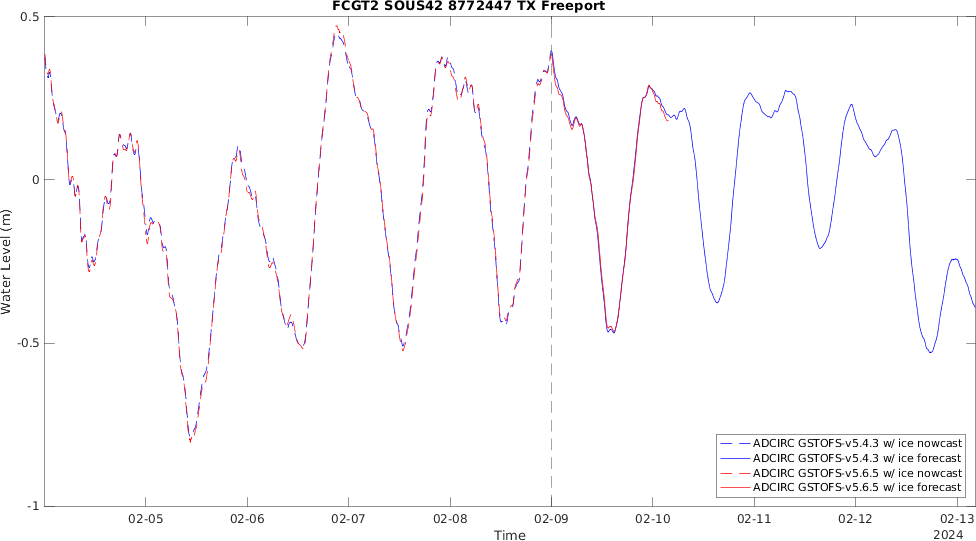 FCGT2 SOUS42 8772447 TX Freeport
0.5
0
-0.5
-1
Water Level (m)
02-05 02-06 02-07 02-08 02-09 02-10 02-11 02-12 02-13
Time
2024
ADCIRC GSTOFS-v5.4.3 w/ ice nowcast
ADCIRC GSTOFS-v5.4.3 w/ ice forecast
ADCIRC GSTOFS-v5.6.5 w/ ice nowcast
ADCIRC GSTOFS-v5.6.5 w/ ice forecast